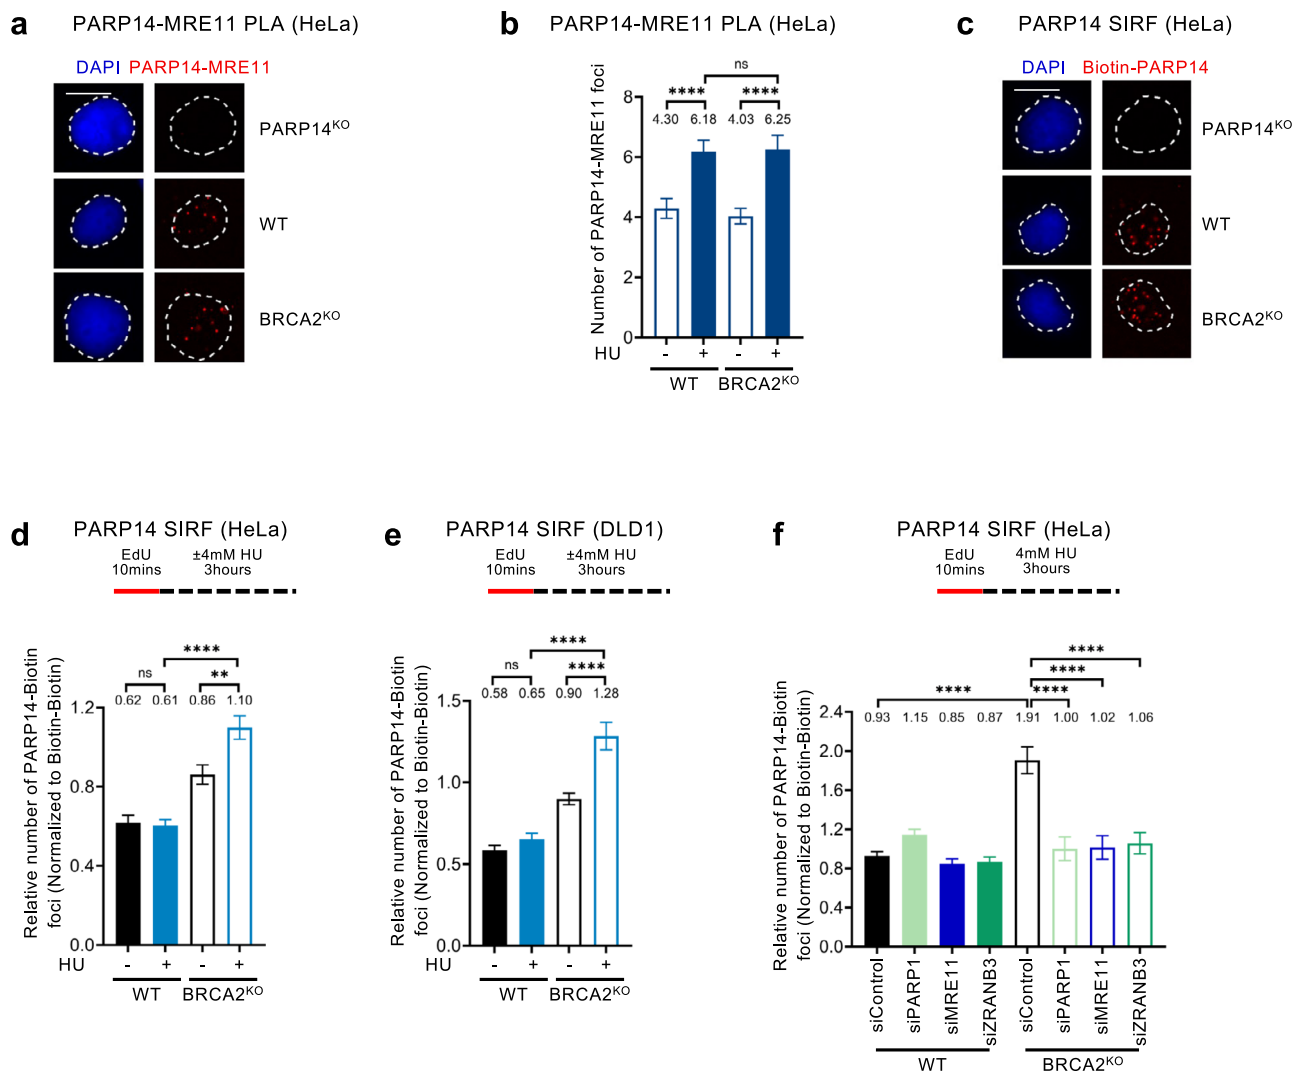 a PARP14-MRE11 PLA (HeLa)
DAPI PARP14-MRE11
PARP14KO
WT
BRCA2KO
b PARP14-MRE11 PLA (HeLa)
Number of PARP14-MRE11 foci
ns
**** ****
4.30 6.18 4.03 6.25
8
6
4
2
0
HU - + - +
WT BRCA2KO
c PARP14 SIRF (HeLa)
DAPI Biotin-PARP14
PARP14KO
WT
BRCA2KO
d PARP14 SIRF (HeLa)
EdU ±4mM HU
10mins 3hours
Relative number of PARP14-Biotin
foci (Normalized to Biotin-Biotin)
****
ns **
0.62 0.61 0.86 1.10
1.2
0.8
0.4
0.0
HU - + - +
WT BRCA2KO
e PARP14 SIRF (DLD1)
EdU ±4mM HU
10mins 3hours
Relative number of PARP14-Biotin
foci (Normalized to Biotin-Biotin)
****
ns ****
0.58 0.65 0.90 1.28
1.5
1.0
0.5
0.0
HU - + - +
WT BRCA2KO
f PARP14 SIRF (HeLa)
EdU 4mM HU
10mins 3hours
Relative number of PARP14-Biotin
foci (Normalized to Biotin-Biotin)
****
****
**** ****
0.93 1.15 0.85 0.87 1.91 1.00 1.02 1.06
2.4
2.0
1.6
1.2
0.8
0.4
0.0
siControl siPARP1 siMRE11 siZRANB3 siControl siPARP1 siMRE11 siZRANB3
WT BRCA2KO